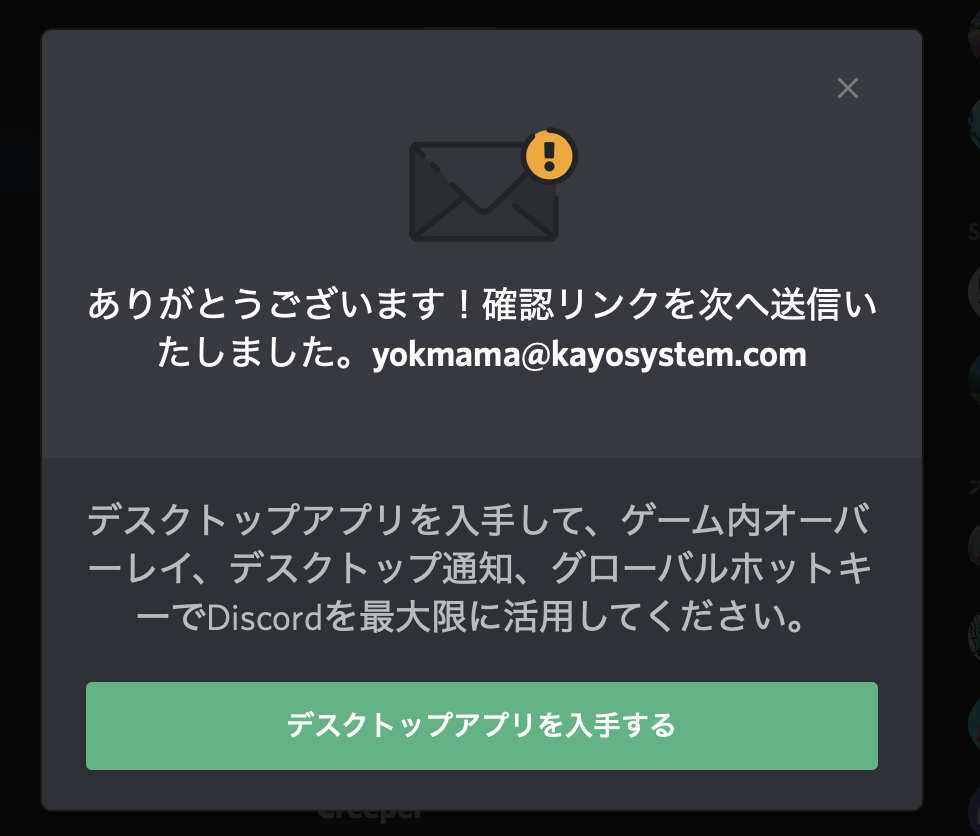 ありがとうございます！確認リンクを次へ送信い
たしました。yokmama@kayosystem.com
デスクトップアプリを入手して、ゲーム内オーバ
ーレイ、デスクトップ通知、グローバルホットキ
ーでDiscordを最大限に活用してください。
デスクトップアプリを入手する
Creeper